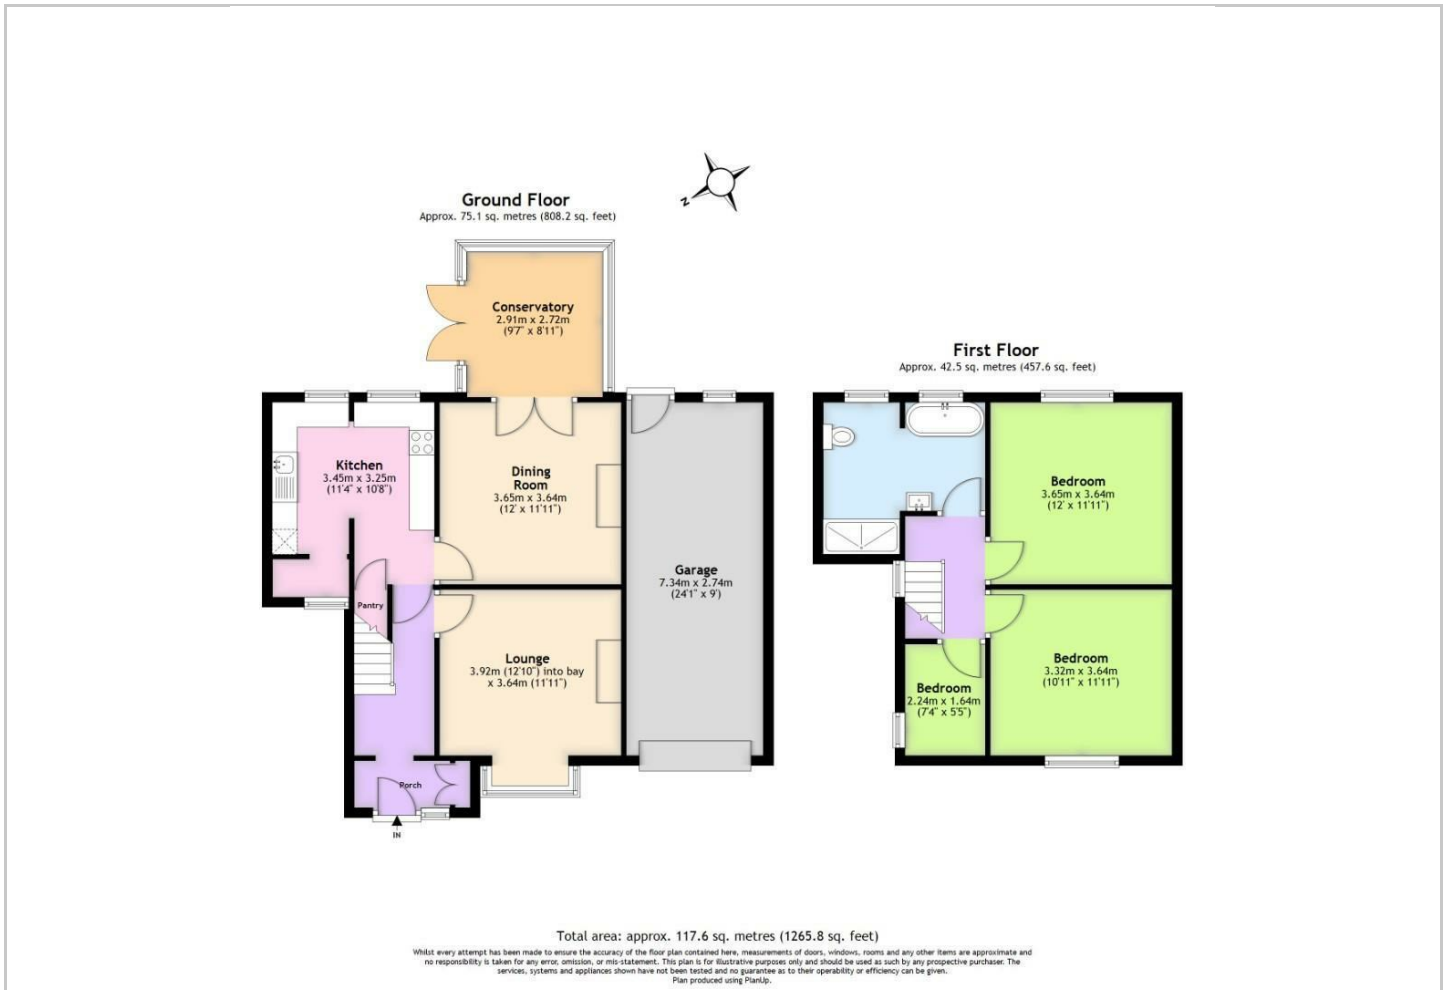 Ground Floor
Approx. 75.1 sq. metres (808.2 sq. feet)
N
Conservatory
2.91m x 2.72m
(9'7" x 8'11")
Kitchen
3.45m x 3.25m
(11'4" x 10'8")
Dining
Room
3.65m x 3.64m
(12' x 11'11")
Garage
7.34m x 2.74m
(24'1" x 9')
Pantry
Lounge
3.92m (12'10") into bay
x 3.64m (11'11")
Porch
IN
First Floor
Approx. 42.5 sq. metres (457.6 sq. feet)
Bedroom
3.65m x 3.64m
(12' x 11'11")
Bedroom
3.32m x 3.64m
(10'11" x 11'11")
Bedroom
2.24m x 1.64m
(7'4" x 5'5")
Total area: approx. 117.6 sq. metres (1265.8 sq. feet)
Whilst every attempt has been made to ensure the accuracy of the floor plan contained here, measurements of doors, windows, rooms and any other items are approximate and
no responsibility is taken for any error, omission, or mis-statement. This plan is for illustrative purposes only and should be used as such by any prospective purchaser. The
services, systems and appliances shown have not been tested and no guarantee as to their operability or efficiency can be given.
Plan produced using PlanUp.